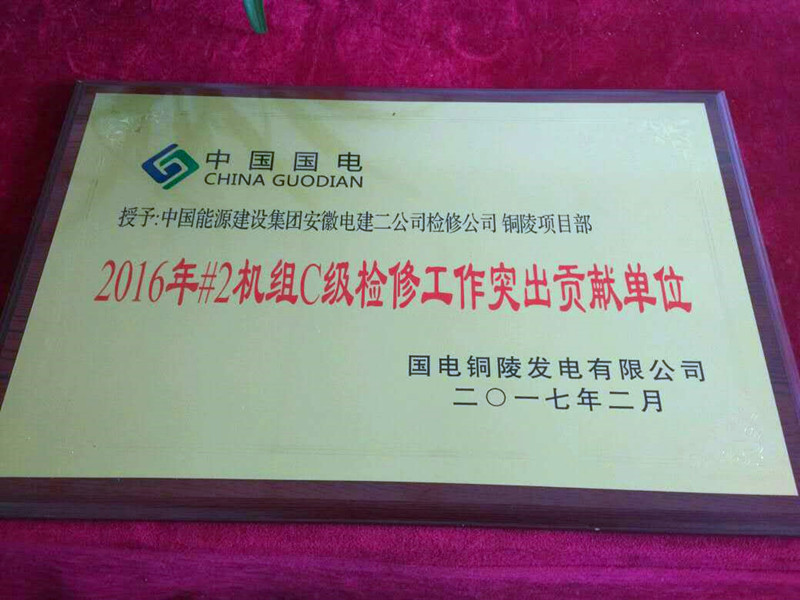 中国国电
CHINA GUODIAN
授予:中国能源建设集团安徽电建二公司检修公司 铜陵项目部
2016年#2机组C级检修工作突出贡献单位
国电铜陵发电有限公司
二〇一七年二月